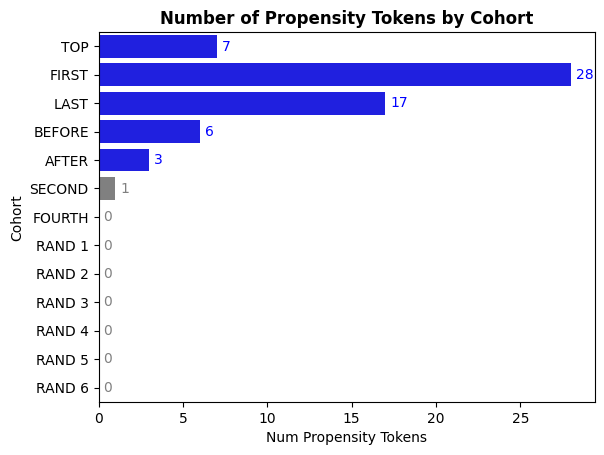 Number of Propensity Tokens by Cohort
TOP 7
FIRST 28
LAST 17
BEFORE 6
AFTER 3
SECOND 1
FOURTH 0
RAND 1 0
RAND 2 0
RAND 3 0
RAND 4 0
RAND 5 0
RAND 6 0
Cohort
0 5 10 15 20 25
Num Propensity Tokens